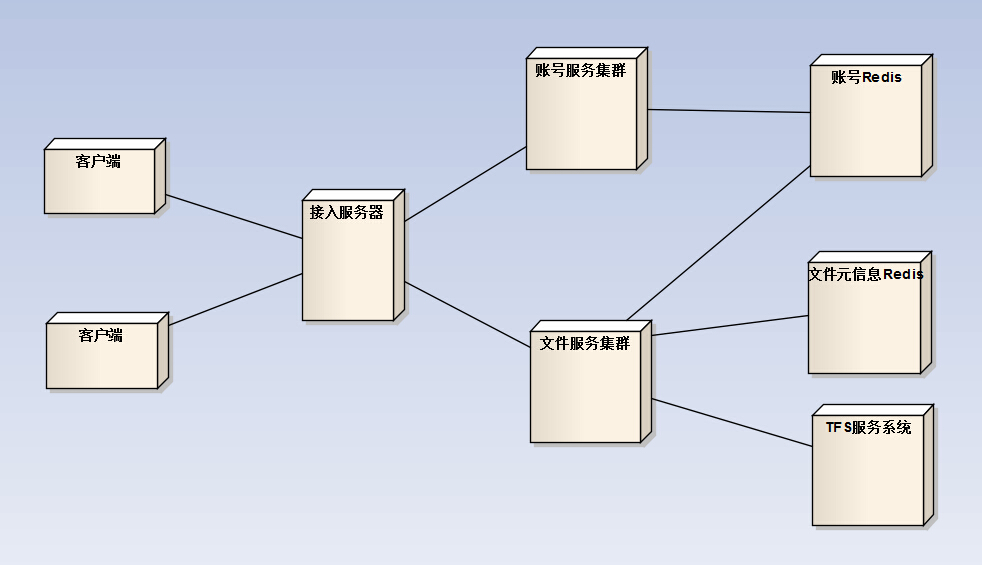 客户端
客户端
接入服务器
账号服务集群
文件服务集群
账号Redis
文件元信息Redis
TFS服务系统